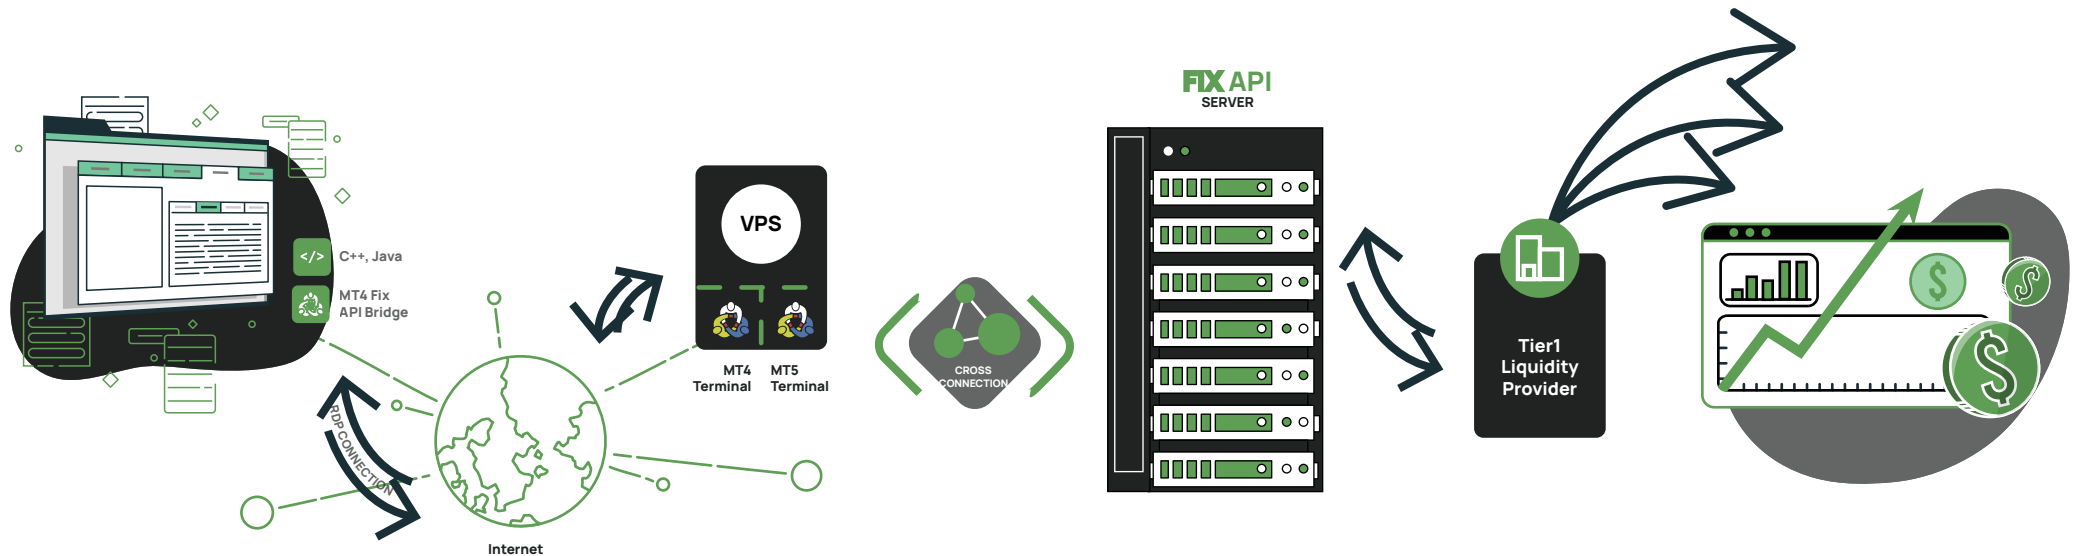 C++, Java
MT4 Fix
API Bridge
RDP CONNECTION
Internet
VPS
MT4
Terminal
MT5
Terminal
CROSS
CONNECTION
FIX API
SERVER
Tier1
Liquidity
Provider